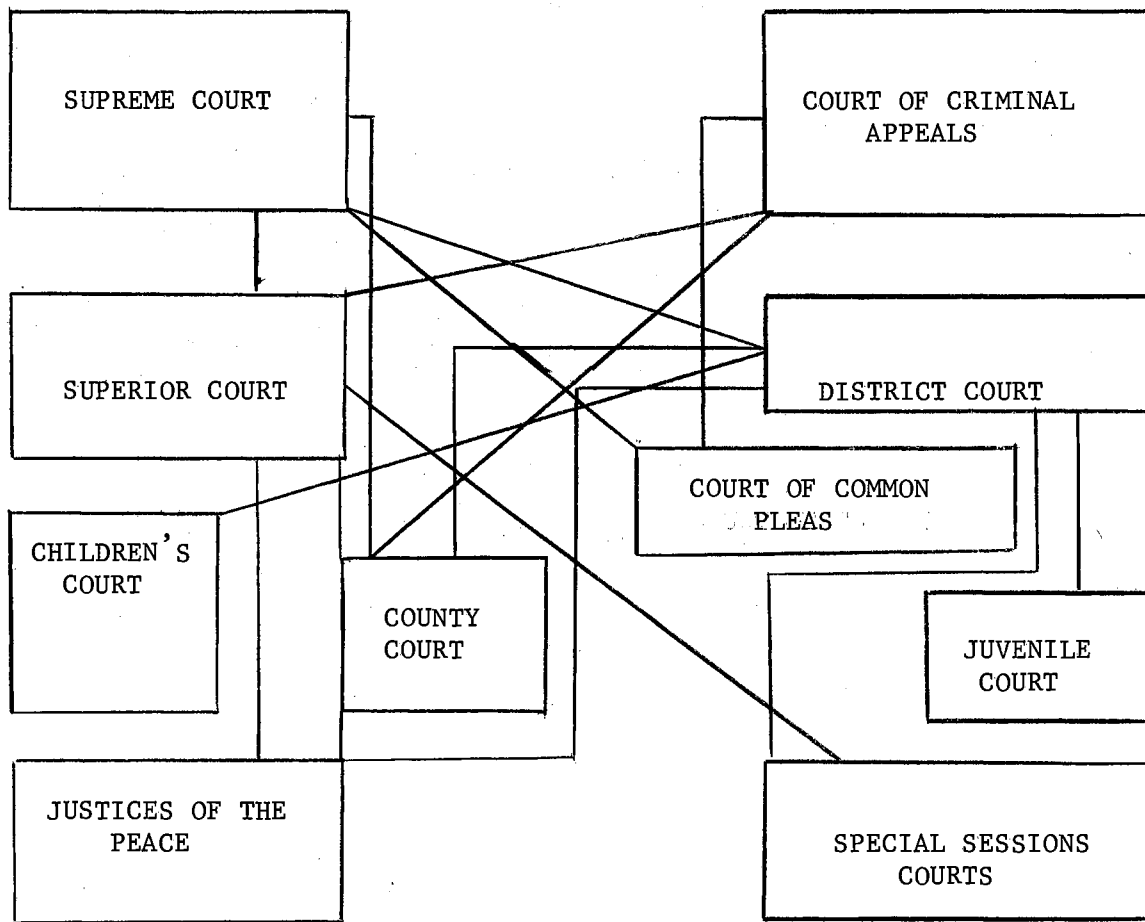 SUPREME COURT
COURT OF CRIMINAL
APPEALS
SUPERIOR COURT
DISTRICT COURT
COURT OF COMMON
PLEAS
CHILDREN'S
COURT
COUNTY
COURT
JUVENILE
COURT
JUSTICES OF THE
PEACE
SPECIAL SESSIONS
COURTS